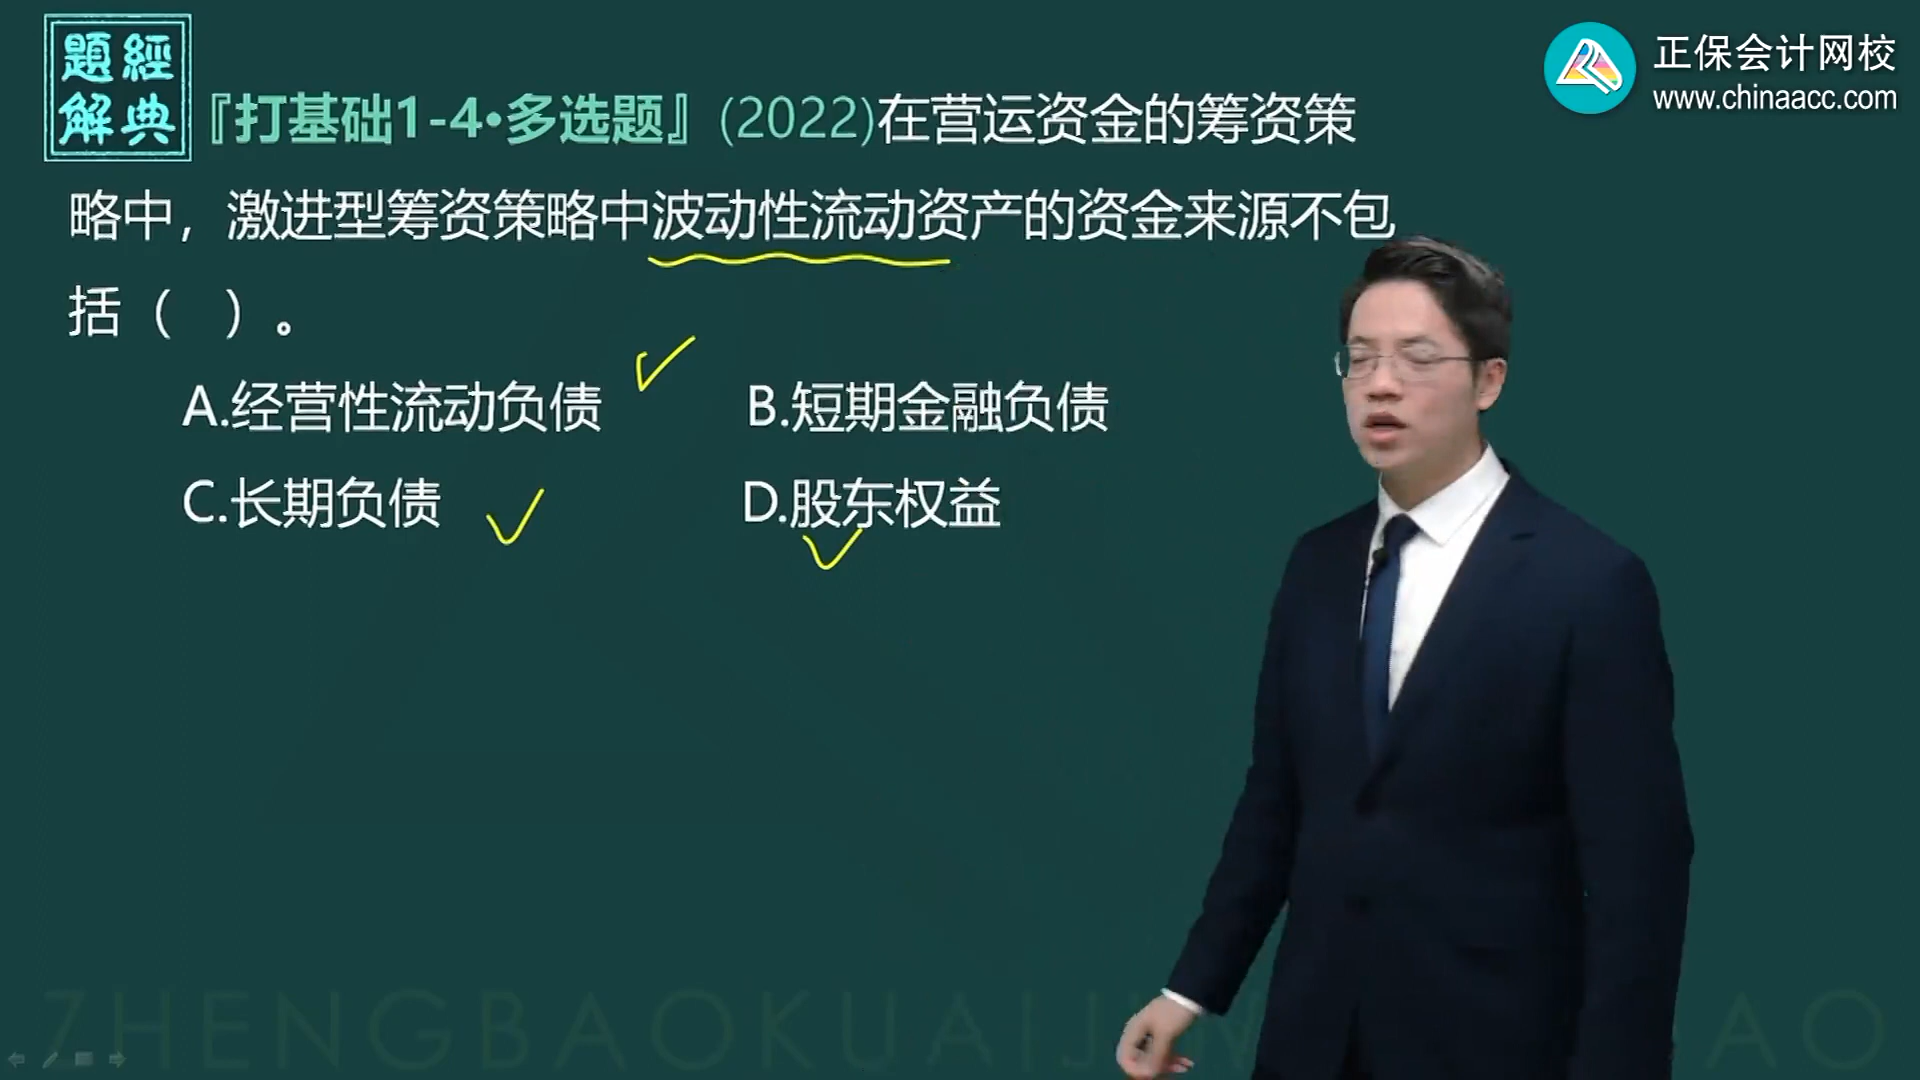 題經
解典
正保会计网校
www.chinaacc.com
『打基础1-4•多选题』(2022)在营运资金的筹资策
略中，激进型筹资策略中波动性流动资产的资金来源不包
括（ ）。
A.经营性流动负债 B.短期金融负债
C.长期负债 D.股东权益